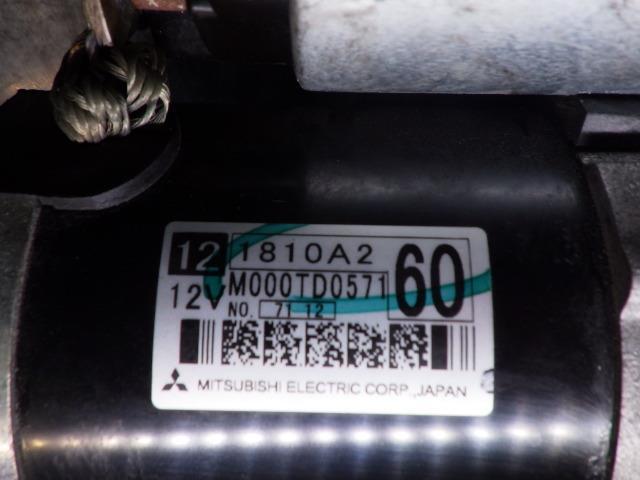 12 1810A2 60
12V M000TD0571
NO. 71 12
MITSUBISHI ELECTRIC CORP., JAPAN